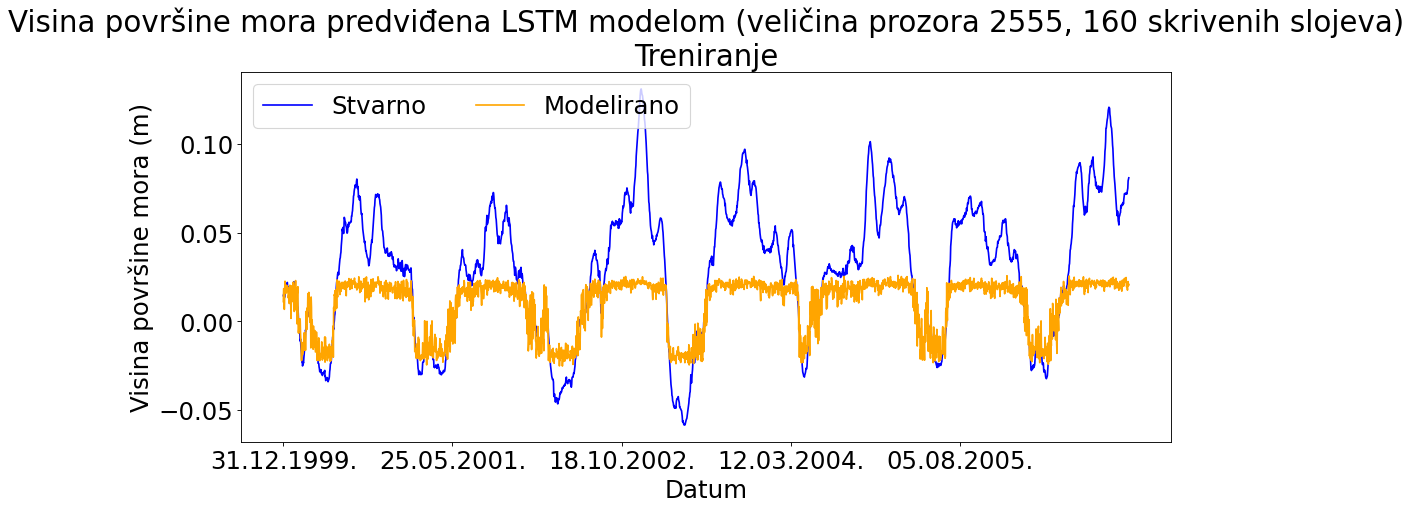 Visina površine mora predviđena LSTM modelom (veličina prozora 2555, 160 skrivenih slojeva)
Treniranje
Stvarno Modelirano
Visina površine mora (m)
0.10
0.05
0.00
−0.05
31.12.1999. 25.05.2001. 18.10.2002. 12.03.2004. 05.08.2005.
Datum